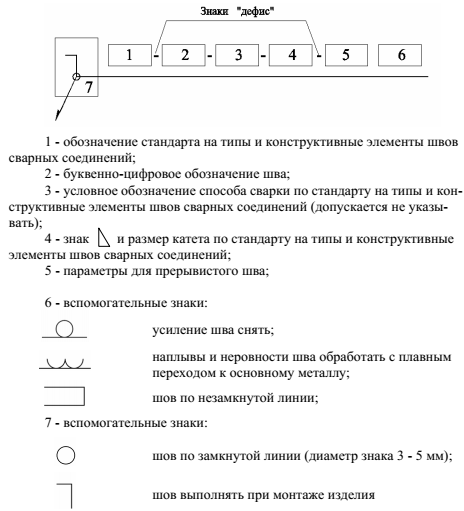 Знаки "дефис"
1 - 2 - 3 - 4 - 5 6
7
1 - обозначение стандарта на типы и конструктивные элементы швов
сварных соединений;
2 - буквенно-цифровое обозначение шва;
3 - условное обозначение способа сварки по стандарту на типы и кон-
структивные элементы швов сварных соединений (допускается не указы-
вать);
4 - знак и размер катета по стандарту на типы и конструктивные
элементы швов сварных соединений;
5 - параметры для прерывистого шва;
6 - вспомогательные знаки:
усиление шва снять;
наплывы и неровности шва обработать с плавным
переходом к основному металлу;
шов по незамкнутой линии;
7 - вспомогательные знаки:
шов по замкнутой линии (диаметр знака 3 - 5 мм);
шов выполнять при монтаже изделия